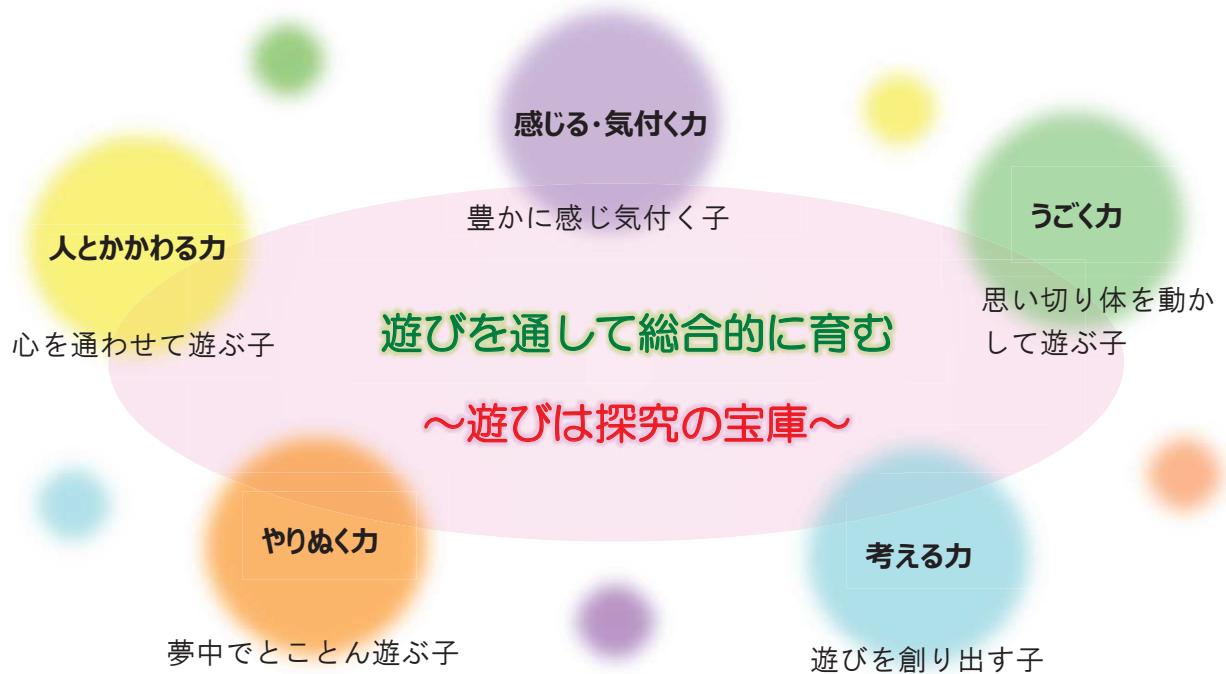 感じる・気付く力
豊かに感じ気付く子
うごく力
思い切り体を動か
して遊ぶ子
人とかかわる力
心を通わせて遊ぶ子
遊びを通して総合的に育む
～遊びは探究の宝庫～
やりぬく力
夢中でとことん遊ぶ子
考える力
遊びを創り出す子